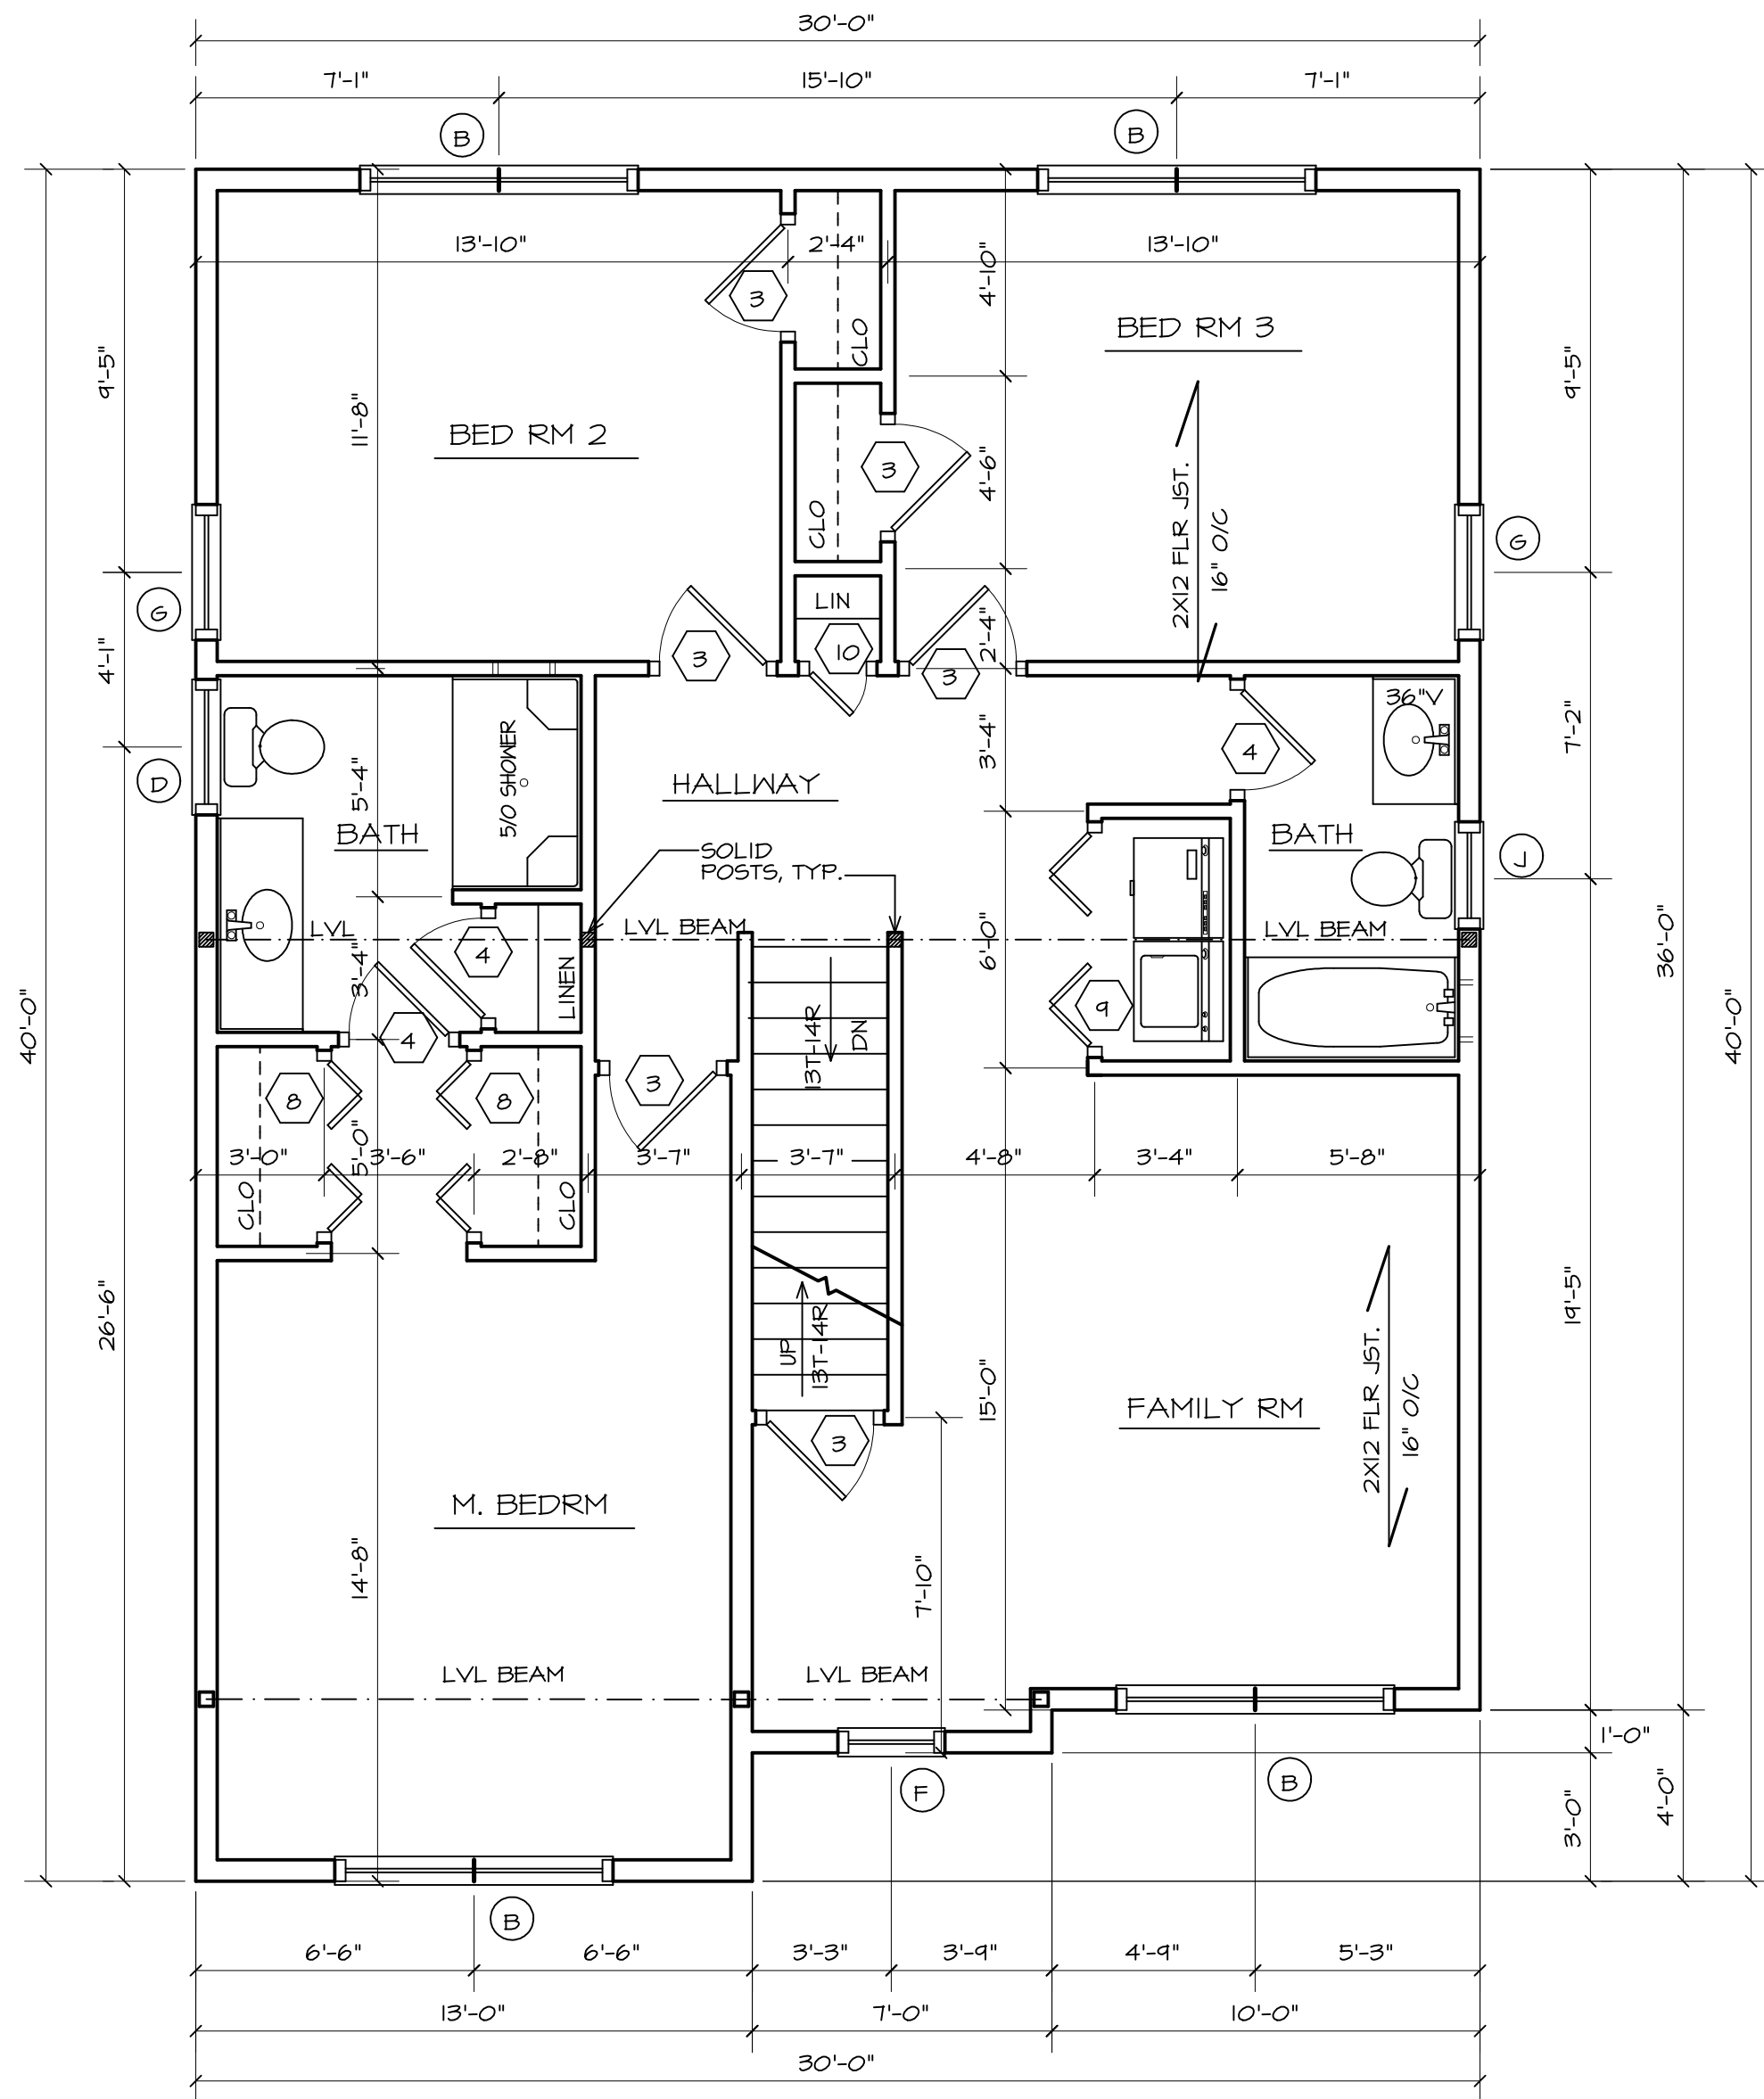 30'-0"
7'-1" 15'-10" 7'-1"
B B
13'-10" 2'-4" 13'-10"
3
4'-10"
CLO
BED RM 3
9'-5"
9'-5"
11'-8"
BED RM 2
3
4'-6"
CLO
2X12 FLR JST.
16" O/C
G
G
LIN
4'-1"
3
10
2'-4"
3
36"V
7'-2"
3'-4"
4
D
5'-4"
5/0 SHOWER
HALLWAY
BATH
BATH
J
SOLID
POSTS, TYP.
LVL
LVL BEAM
LVL BEAM
3'-4"
4
LINEN
6'-0"
36'-0"
40'-0"
40'-0"
4
9
13T-14R
DN
3
8
8
5'-0"
3'-0" 3'-6" 2'-8" 3'-7" 3'-7" 4'-8" 3'-4" 5'-8"
CLO
CLO
26'-6"
19'-5"
UP
13T-14R
15'-0"
FAMILY RM
2X12 FLR JST.
16" O/C
3
M. BEDRM
14'-8"
7'-10"
LVL BEAM
LVL BEAM
1'-0"
F
B
3'-0"
4'-0"
B
6'-6" 6'-6" 3'-3" 3'-9" 4'-9" 5'-3"
13'-0" 7'-0" 10'-0"
30'-0"